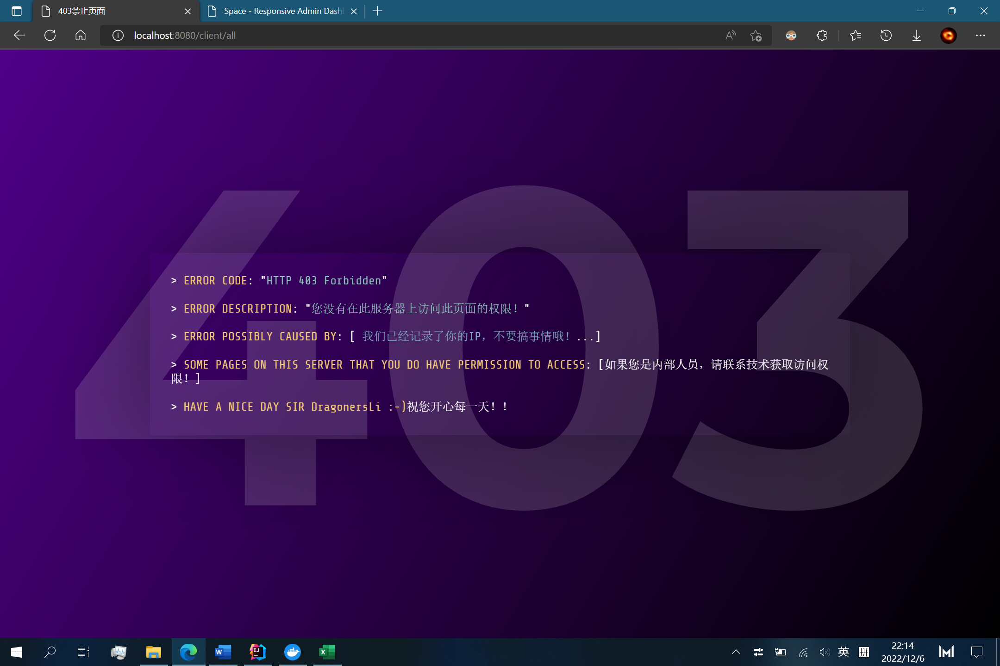 403禁止页面
Space - Responsive Admin Dash
localhost:8080/client/all
403
> ERROR CODE: "HTTP 403 Forbidden"
> ERROR DESCRIPTION: "您没有在此服务器上访问此页面的权限！"
> ERROR POSSIBLY CAUSED BY: [ 我们已经记录了你的IP，不要搞事情哦！...]
> SOME PAGES ON THIS SERVER THAT YOU DO HAVE PERMISSION TO ACCESS: [如果您是内部人员，请联系技术获取访问权
限！]
> HAVE A NICE DAY SIR DragonersLi :-)祝您开心每一天！！
英
拼
22:14
2022/12/6